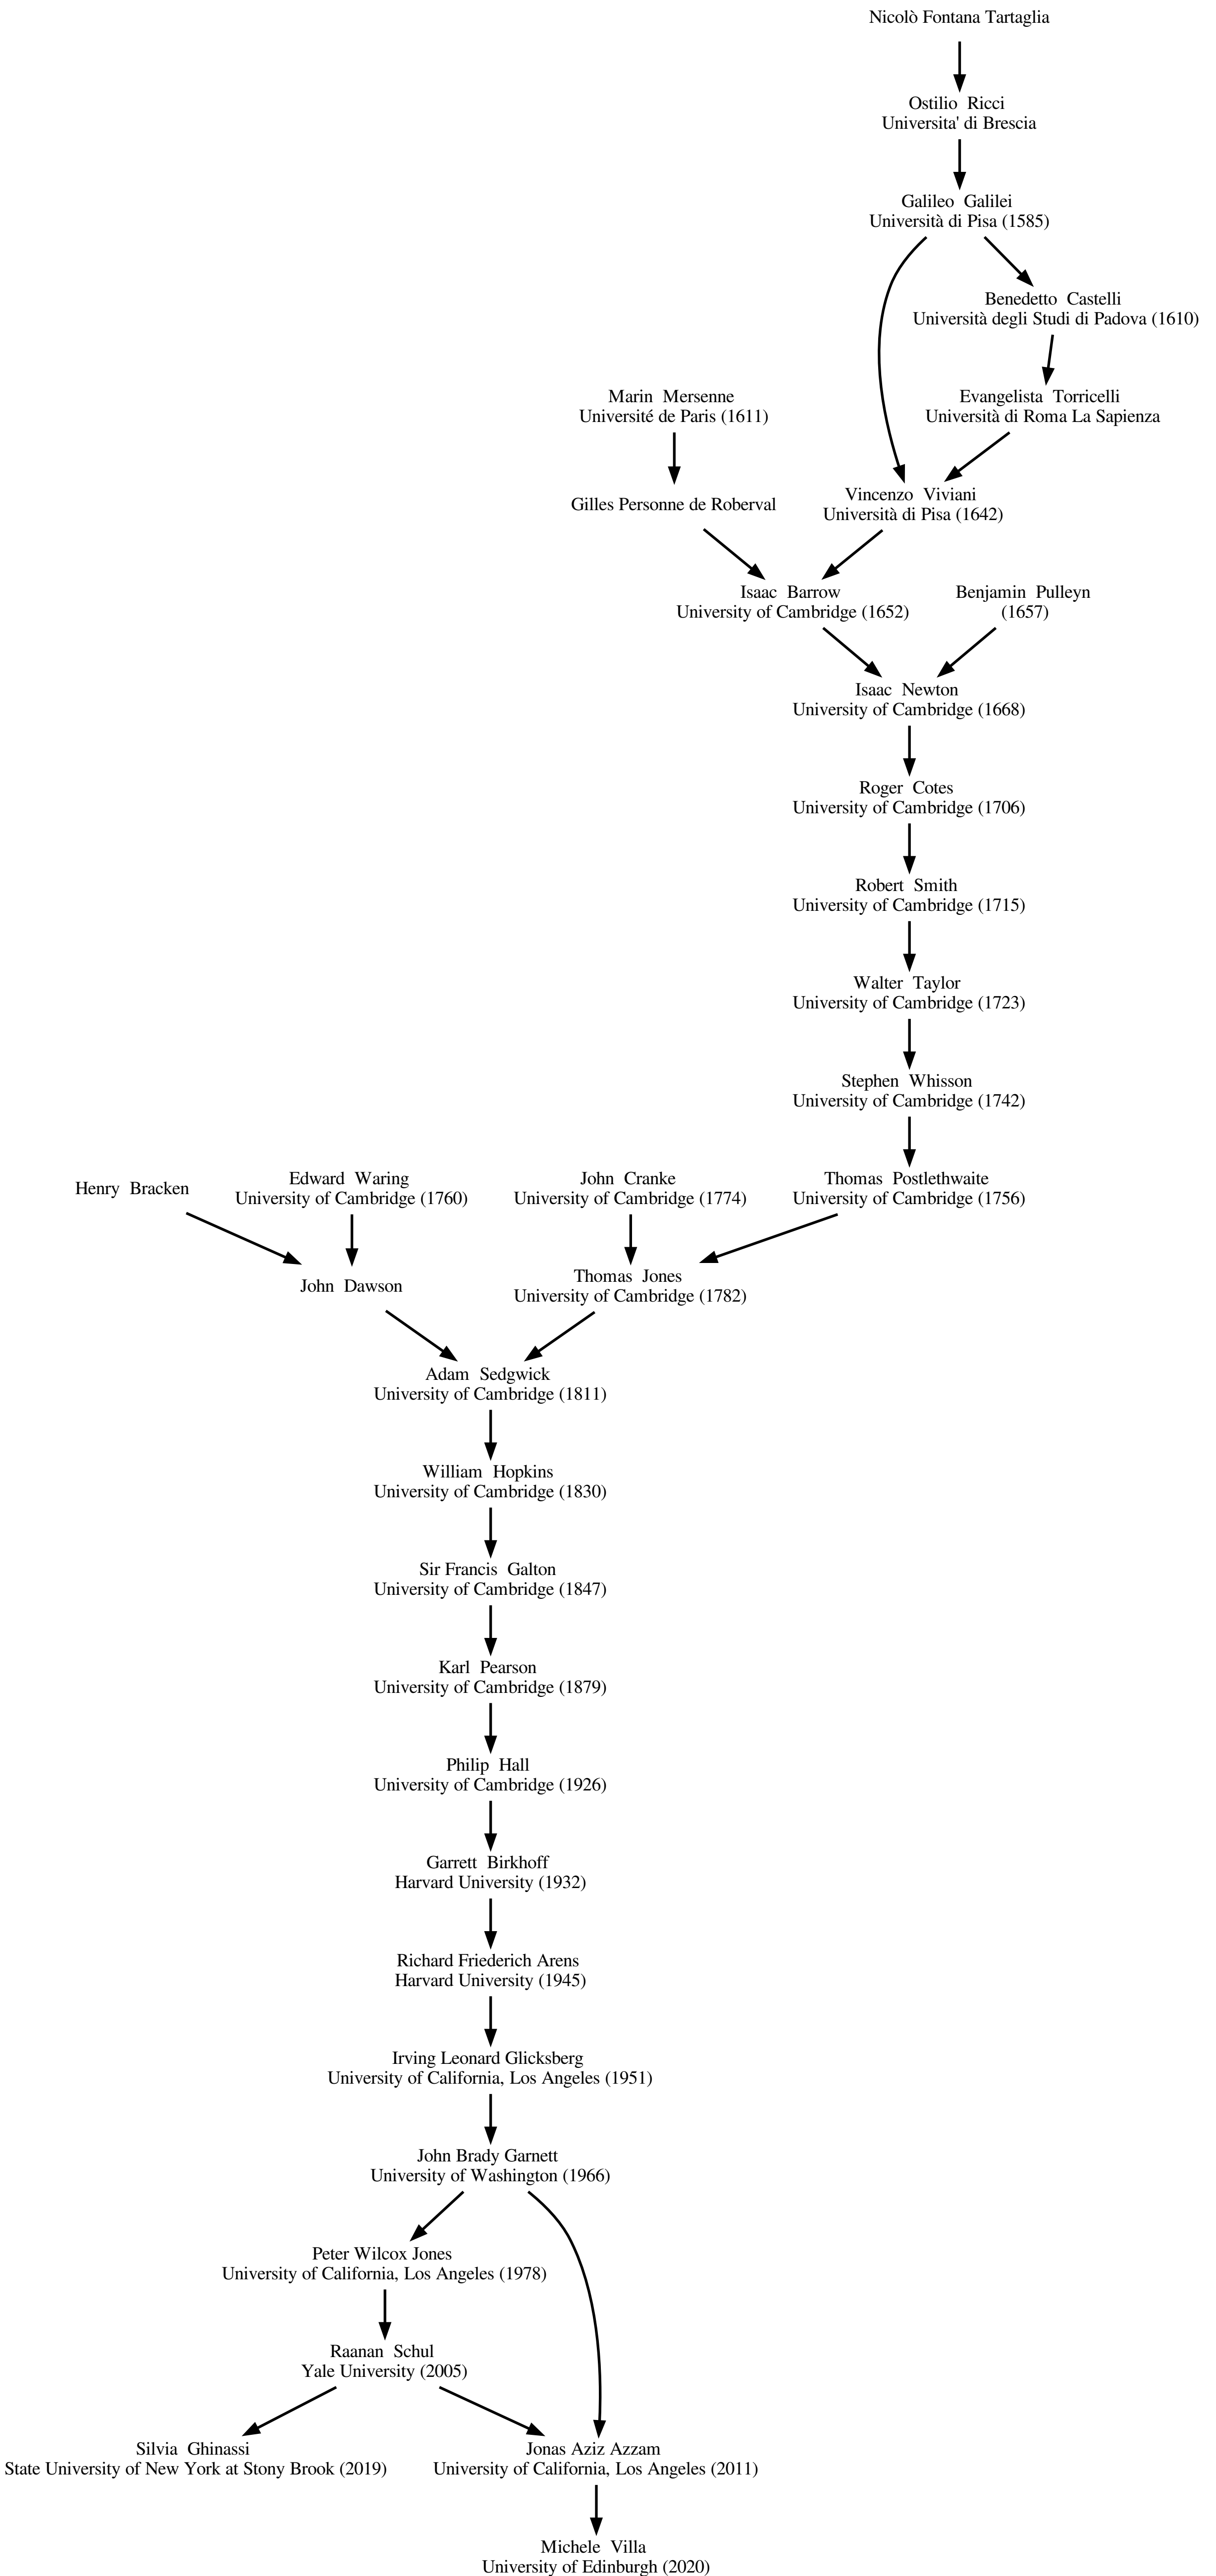 Nicolò Fontana Tartaglia
Ostilio Ricci
Universita' di Brescia
Galileo Galilei
Università di Pisa (1585)
Benedetto Castelli
Università degli Studi di Padova (1610)
Marin Mersenne
Université de Paris (1611)
Evangelista Torricelli
Università di Roma La Sapienza
Gilles Personne de Roberval
Vincenzo Viviani
Università di Pisa (1642)
Isaac Barrow
University of Cambridge (1652)
Benjamin Pulleyn
(1657)
Isaac Newton
University of Cambridge (1668)
Roger Cotes
University of Cambridge (1706)
Robert Smith
University of Cambridge (1715)
Walter Taylor
University of Cambridge (1723)
Stephen Whisson
University of Cambridge (1742)
Henry Bracken
Edward Waring
University of Cambridge (1760)
John Cranke
University of Cambridge (1774)
Thomas Postlethwaite
University of Cambridge (1756)
John Dawson
Thomas Jones
University of Cambridge (1782)
Adam Sedgwick
University of Cambridge (1811)
William Hopkins
University of Cambridge (1830)
Sir Francis Galton
University of Cambridge (1847)
Karl Pearson
University of Cambridge (1879)
Philip Hall
University of Cambridge (1926)
Garrett Birkhoff
Harvard University (1932)
Richard Friederich Arens
Harvard University (1945)
Irving Leonard Glicksberg
University of California, Los Angeles (1951)
John Brady Garnett
University of Washington (1966)
Peter Wilcox Jones
University of California, Los Angeles (1978)
Raanan Schul
Yale University (2005)
Silvia Ghinassi
State University of New York at Stony Brook (2019)
Jonas Aziz Azzam
University of California, Los Angeles (2011)
Michele Villa
University of Edinburgh (2020)